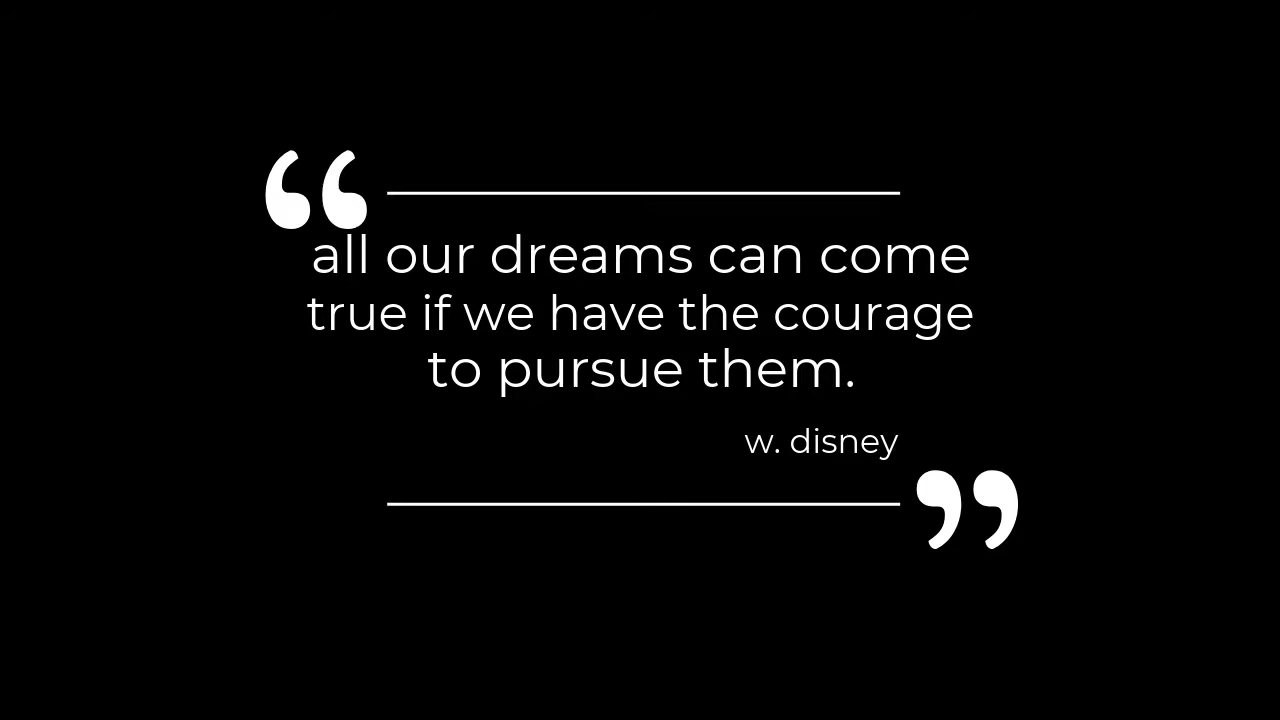 “
all our dreams can come
true if we have the courage
to pursue them.
w. disney
”